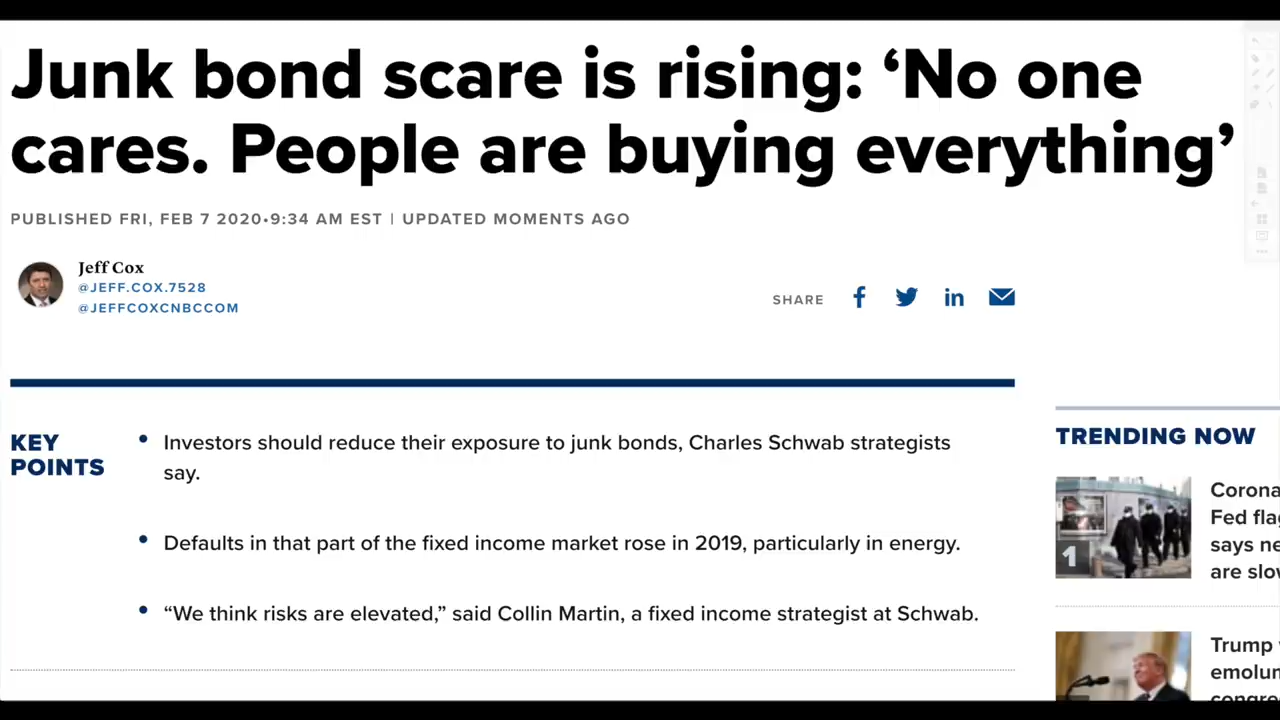 Junk bond scare is rising: ‘No one
cares. People are buying everything’
PUBLISHED FRI, FEB 7 2020•9:34 AM EST | UPDATED MOMENTS AGO
Jeff Cox
@JEFF.COX.7528
@JEFFCOXCNBCCOM
SHARE
KEY
POINTS
• Investors should reduce their exposure to junk bonds, Charles Schwab strategists
say.
• Defaults in that part of the fixed income market rose in 2019, particularly in energy.
• “We think risks are elevated,” said Collin Martin, a fixed income strategist at Schwab.
TRENDING NOW
1
Corona
Fed fla
says ne
are slo
Trump
emolun
congre